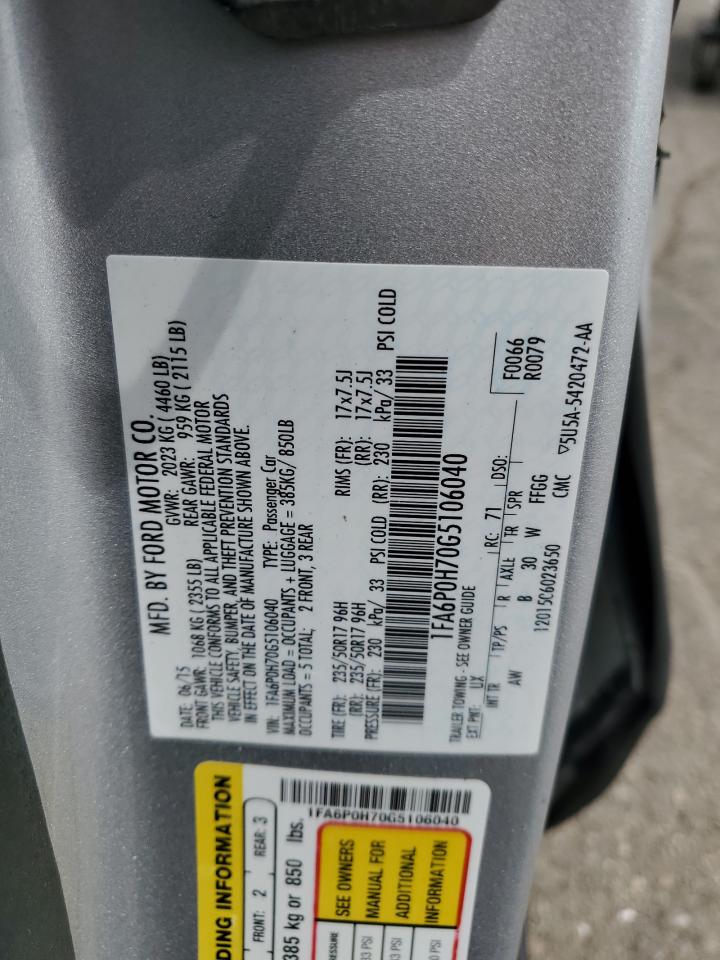 MFD. BY FORD MOTOR CO.
DATE: 06/15 GVWR: 2023 KG ( 4460 LB)
FRONT GAWR: 1068 KG ( 2355 LB) REAR GAWR: 959 KG ( 2115 LB)
THIS VEHICLE CONFORMS TO ALL APPLICABLE FEDERAL MOTOR
VEHICLE SAFETY, BUMPER, AND THEFT PREVENTION STANDARDS
IN EFFECT ON THE DATE OF MANUFACTURE SHOWN ABOVE.
VIN: 1FA6P0H70G5106040 TYPE: Passenger Car
MAXIMUM LOAD = OCCUPANTS + LUGGAGE = 385KG/ 850LB
OCCUPANTS = 5 TOTAL: 2 FRONT, 3 REAR
TIRE (FR): 235/50R17 96H RIMS (FR): 17x7.5J
(RR): 235/50R17 96H (RR): 17x7.5J
PRESSURE (FR): 230 kPa/ 33 PSI COLD (RR): 230 kPa/ 33 PSI COLD
1FA6P0H70G5106040
TRAILER TOWING - SEE OWNER GUIDE
EXT PNT: UX RC: 71 DSO: F0066
R0079
INT TR TP/PS R AXLE TR SPR
AW B 30 W FFGG
12015C6023650 CMC ▽5U5A-5420472-AA
DING INFORMATION
FRONT: 2 REAR: 3
385 kg or 850 lbs.
1FA6P0H70G5106040
SEE OWNERS
MANUAL FOR
ADDITIONAL
INFORMATION
PSI
PSI
PSI